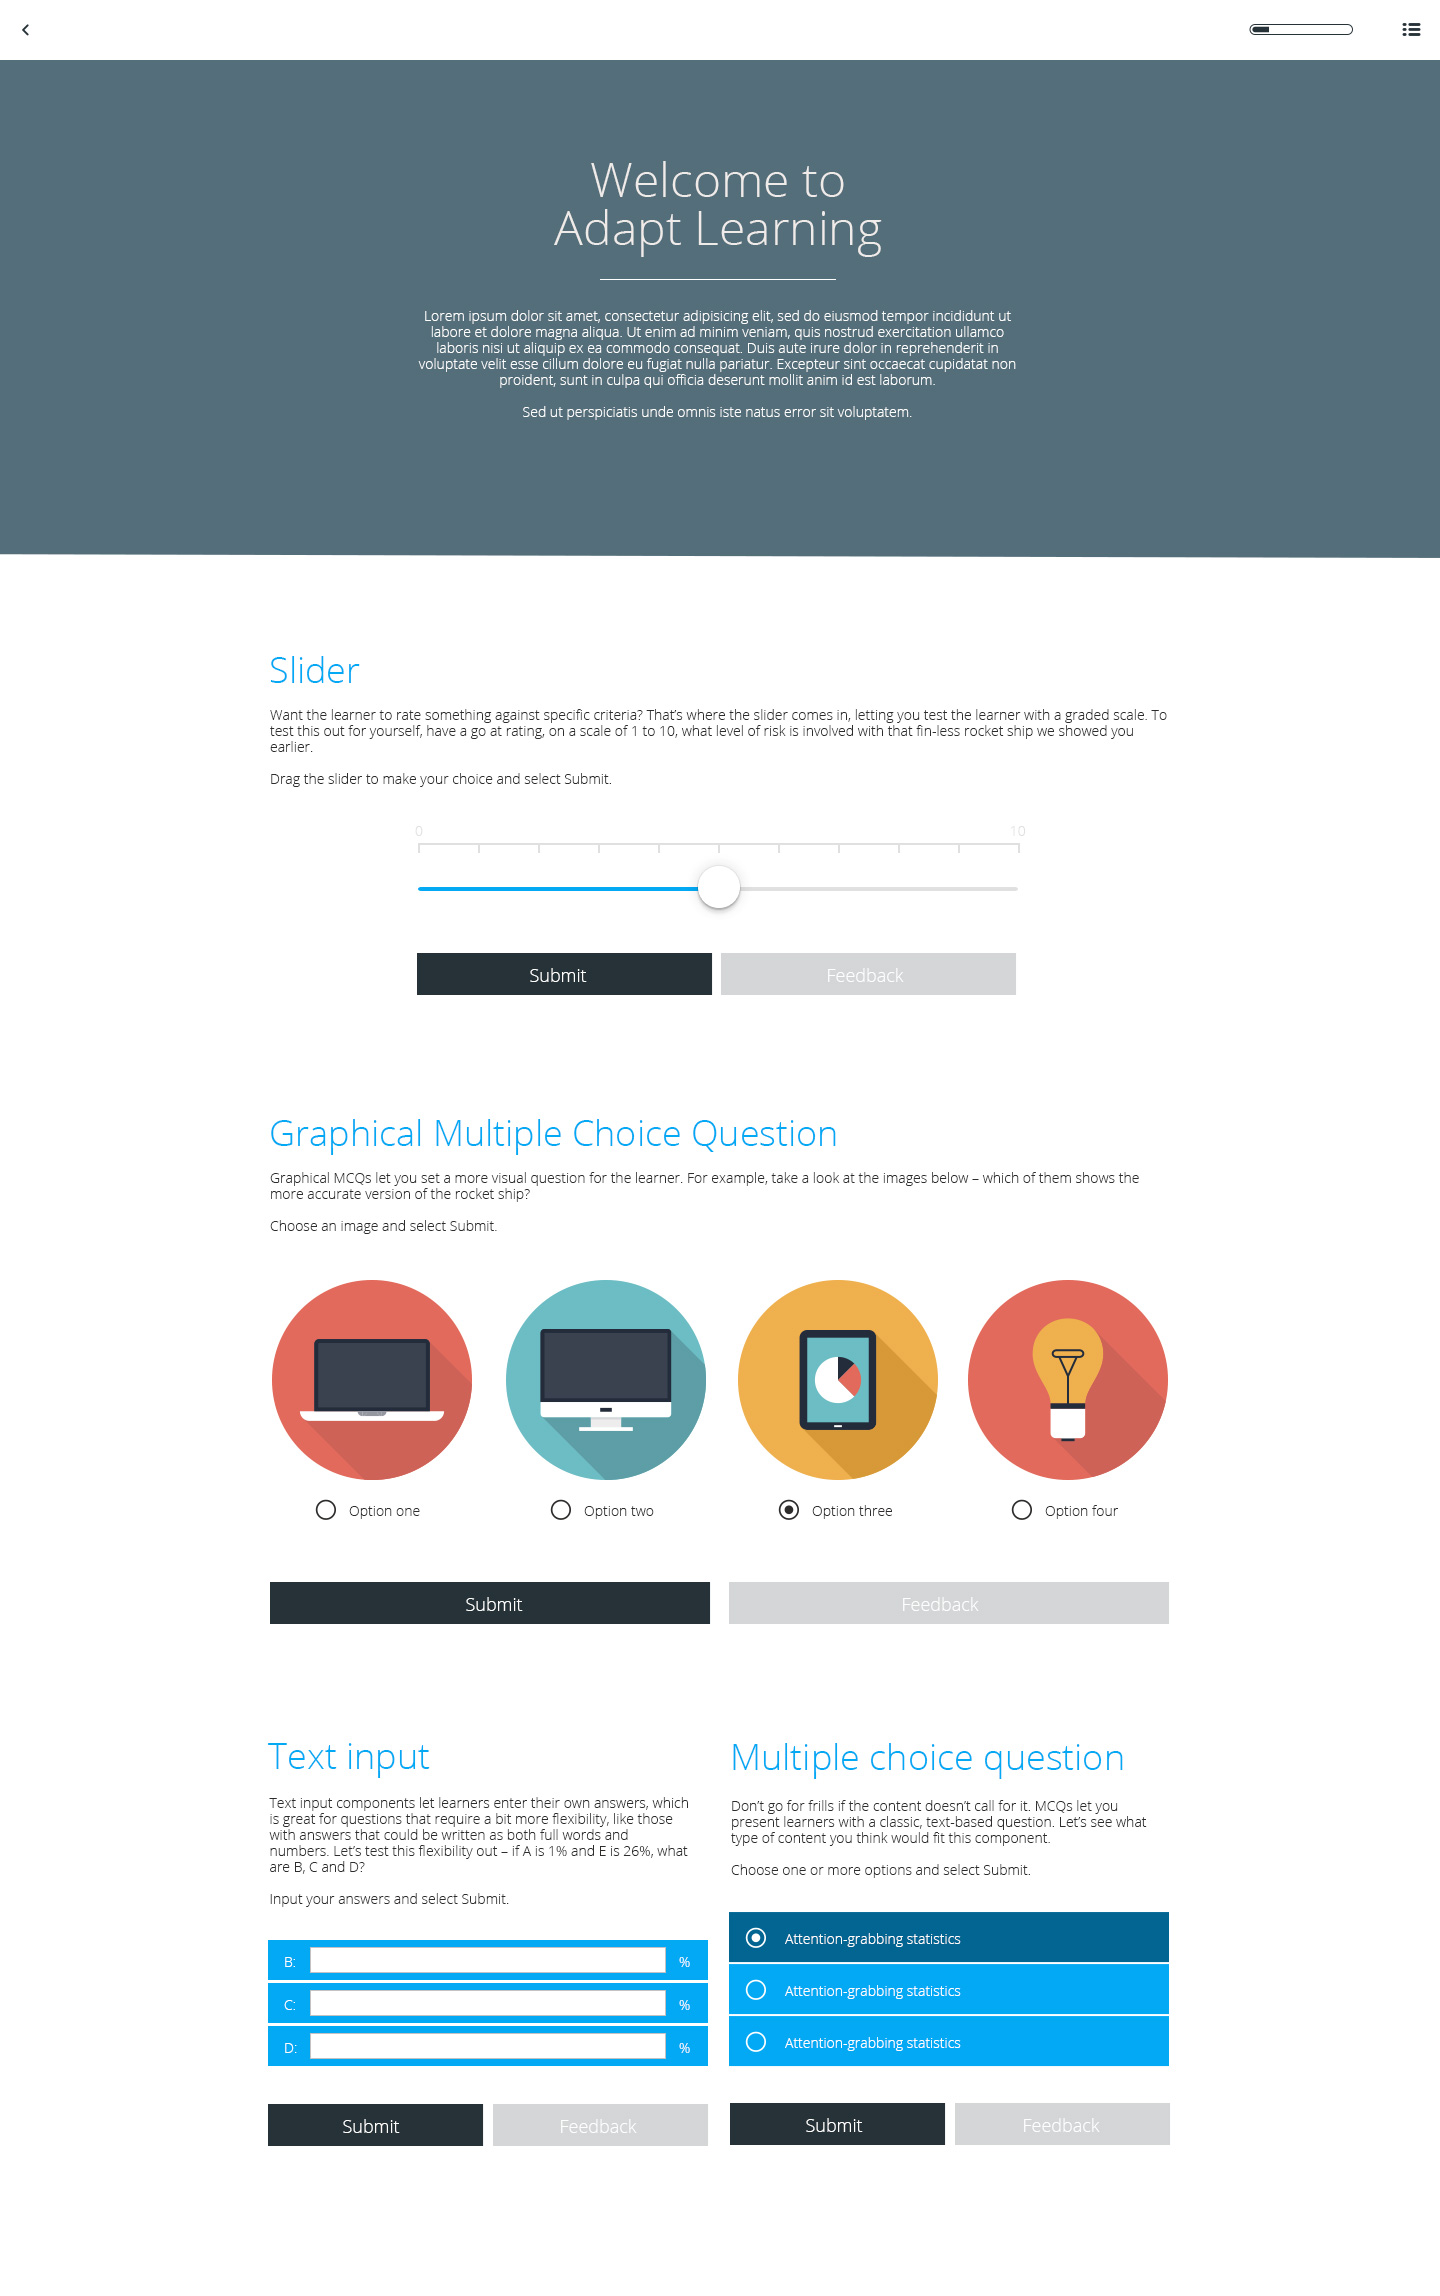 Welcome to
Adapt Learning
Lorem ipsum dolor sit amet, consectetur adipisicing elit, sed do eiusmod tempor incididunt ut
labore et dolore magna aliqua. Ut enim ad minim veniam, quis nostrud exercitation ullamco
laboris nisi ut aliquip ex ea commodo consequat. Duis aute irure dolor in reprehenderit in
voluptate velit esse cillum dolore eu fugiat nulla pariatur. Excepteur sint occaecat cupidatat non
proident, sunt in culpa qui officia deserunt mollit anim id est laborum.
Sed ut perspiciatis unde omnis iste natus error sit voluptatem.
Slider
Want the learner to rate something against specific criteria? That’s where the slider comes in, letting you test the learner with a graded scale. To
test this out for yourself, have a go at rating, on a scale of 1 to 10, what level of risk is involved with that fin-less rocket ship we showed you
earlier.
Drag the slider to make your choice and select Submit.
0 10
Submit Feedback
Graphical Multiple Choice Question
Graphical MCQs let you set a more visual question for the learner. For example, take a look at the images below – which of them shows the
more accurate version of the rocket ship?
Choose an image and select Submit.
Option one Option two Option three Option four
Submit Feedback
Text input
Text input components let learners enter their own answers, which
is great for questions that require a bit more flexibility, like those
with answers that could be written as both full words and
numbers. Let’s test this flexibility out – if A is 1% and E is 26%, what
are B, C and D?
Input your answers and select Submit.
B: %
C: %
D: %
Submit Feedback
Multiple choice question
Don’t go for frills if the content doesn’t call for it. MCQs let you
present learners with a classic, text-based question. Let’s see what
type of content you think would fit this component.
Choose one or more options and select Submit.
Attention-grabbing statistics
Attention-grabbing statistics
Attention-grabbing statistics
Submit Feedback